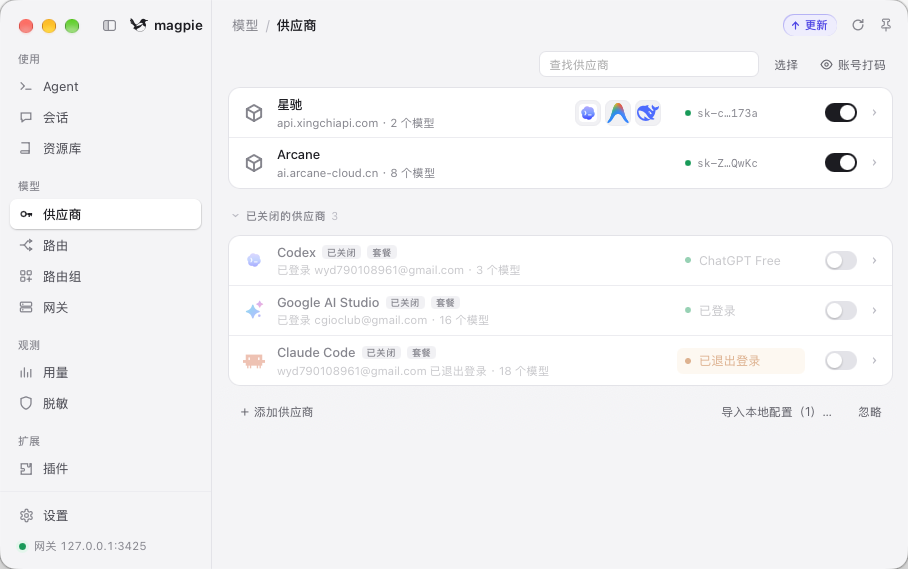 magpie
模型 / 供应商
更新
使用
查找供应商
选择
账号打码
Agent
会话
资源库
模型
供应商
路由
路由组
网关
观测
用量
脱敏
扩展
插件
设置
网关 127.0.0.1:3425
星驰
api.xingchiapi.com · 2 个模型
sk-c…173a
Arcane
ai.arcane-cloud.cn · 8 个模型
sk-Z…QwKc
已关闭的供应商 3
Codex 已关闭 套餐
已登录 wyd790108961@gmail.com · 3 个模型
ChatGPT Free
Google AI Studio 已关闭 套餐
已登录 cgioclub@gmail.com · 16 个模型
已登录
Claude Code 已关闭 套餐
wyd790108961@gmail.com 已退出登录 · 18 个模型
已退出登录
+ 添加供应商
导入本地配置（1）…
忽略